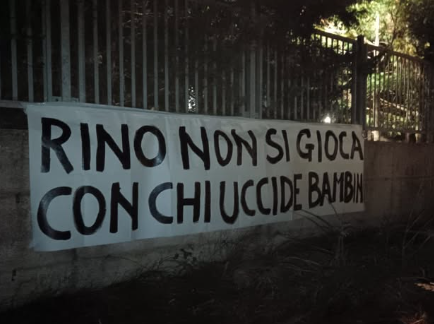 RINO NON SI GIOCA
CON CHI UCCIDE BAMBIN